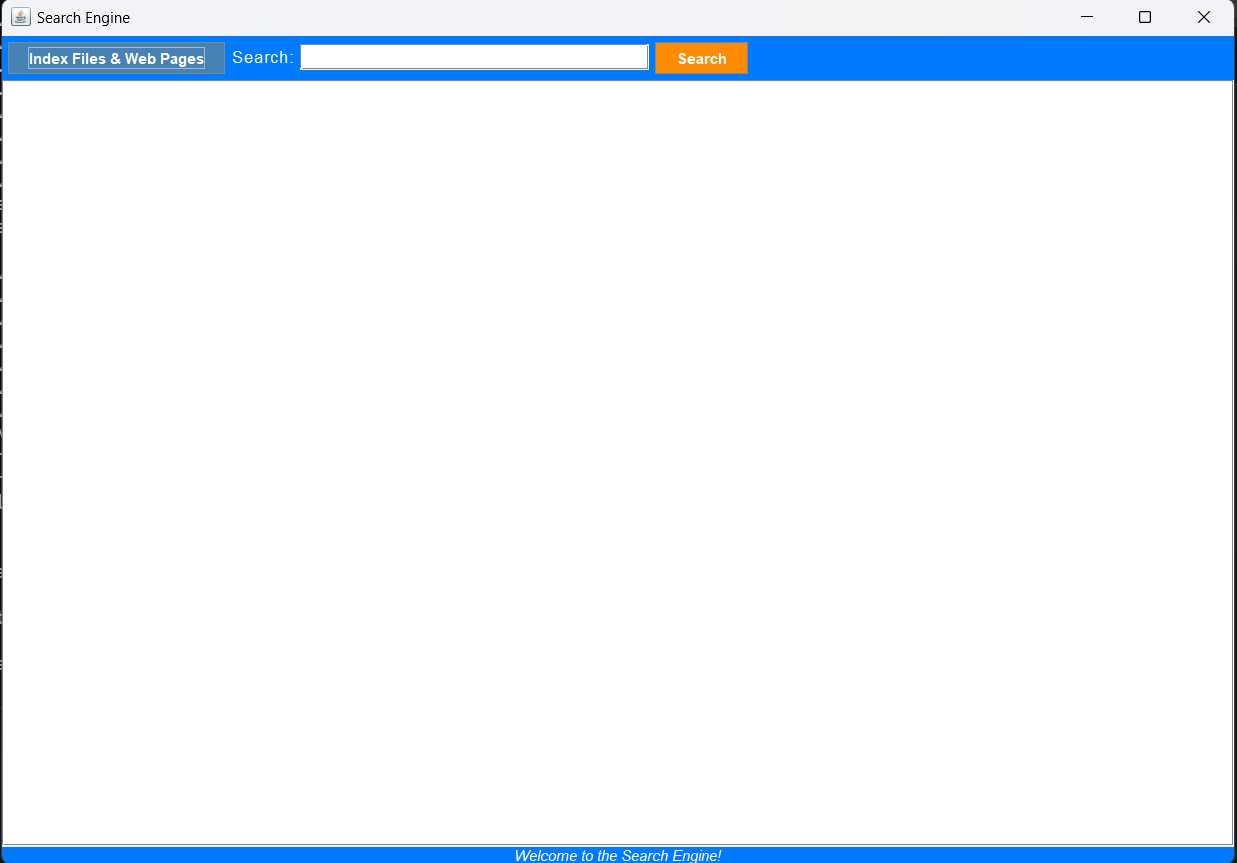 Search Engine
Index Files & Web Pages Search: Search
Welcome to the Search Engine!